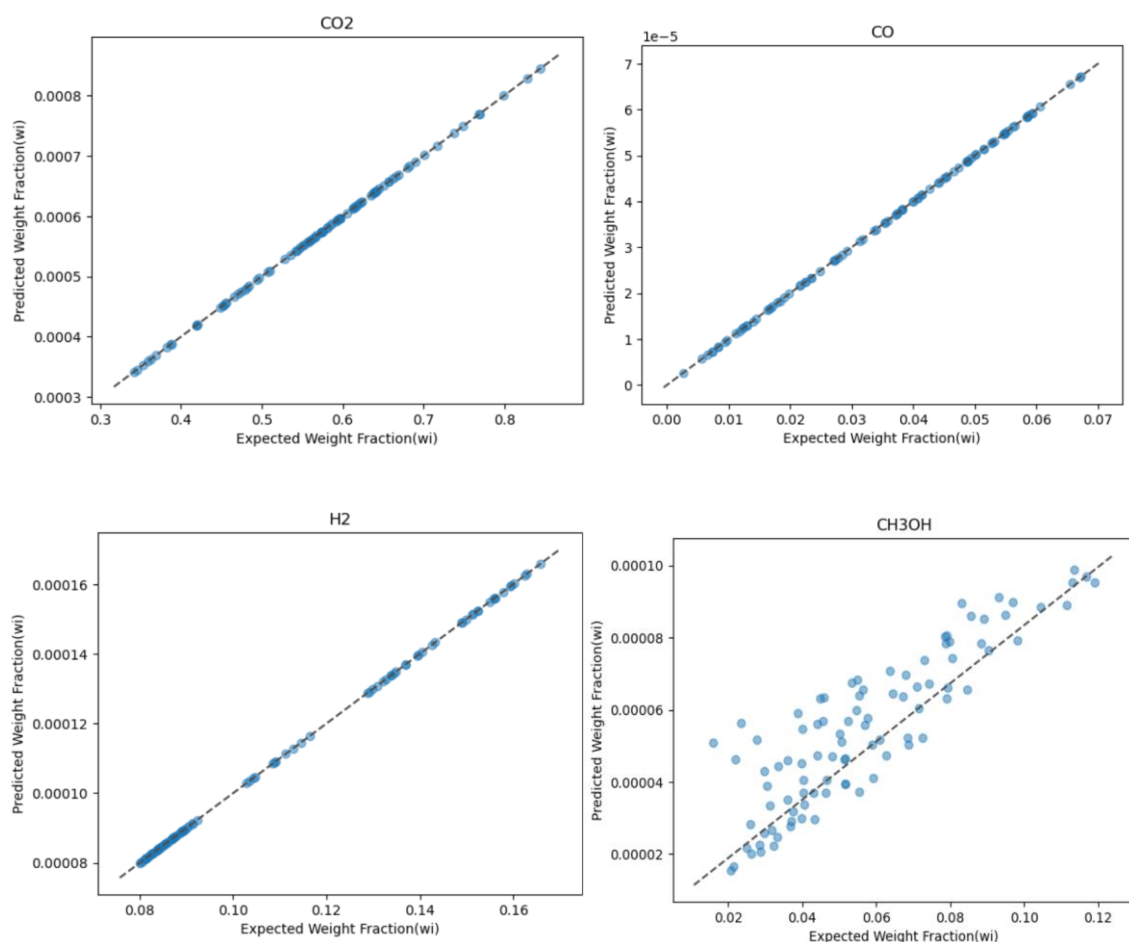 CO2
Predicted Weight Fraction(wi)
0.0008
0.0007
0.0006
0.0005
0.0004
0.0003
0.3 0.4 0.5 0.6 0.7 0.8
Expected Weight Fraction(wi)
CO
1e−5
Predicted Weight Fraction(wi)
7
6
5
4
3
2
1
0
0.00 0.01 0.02 0.03 0.04 0.05 0.06 0.07
Expected Weight Fraction(wi)
H2
Predicted Weight Fraction(wi)
0.00016
0.00014
0.00012
0.00010
0.00008
0.08 0.10 0.12 0.14 0.16
Expected Weight Fraction(wi)
CH3OH
Predicted Weight Fraction(wi)
0.00010
0.00008
0.00006
0.00004
0.00002
0.02 0.04 0.06 0.08 0.10 0.12
Expected Weight Fraction(wi)